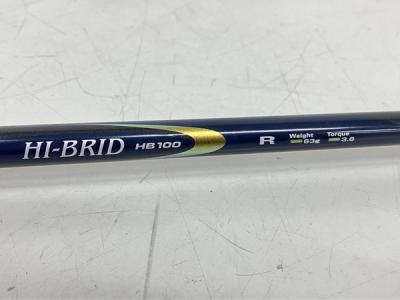 HI-BRID HB100 R Weight Torque
63g 3.6